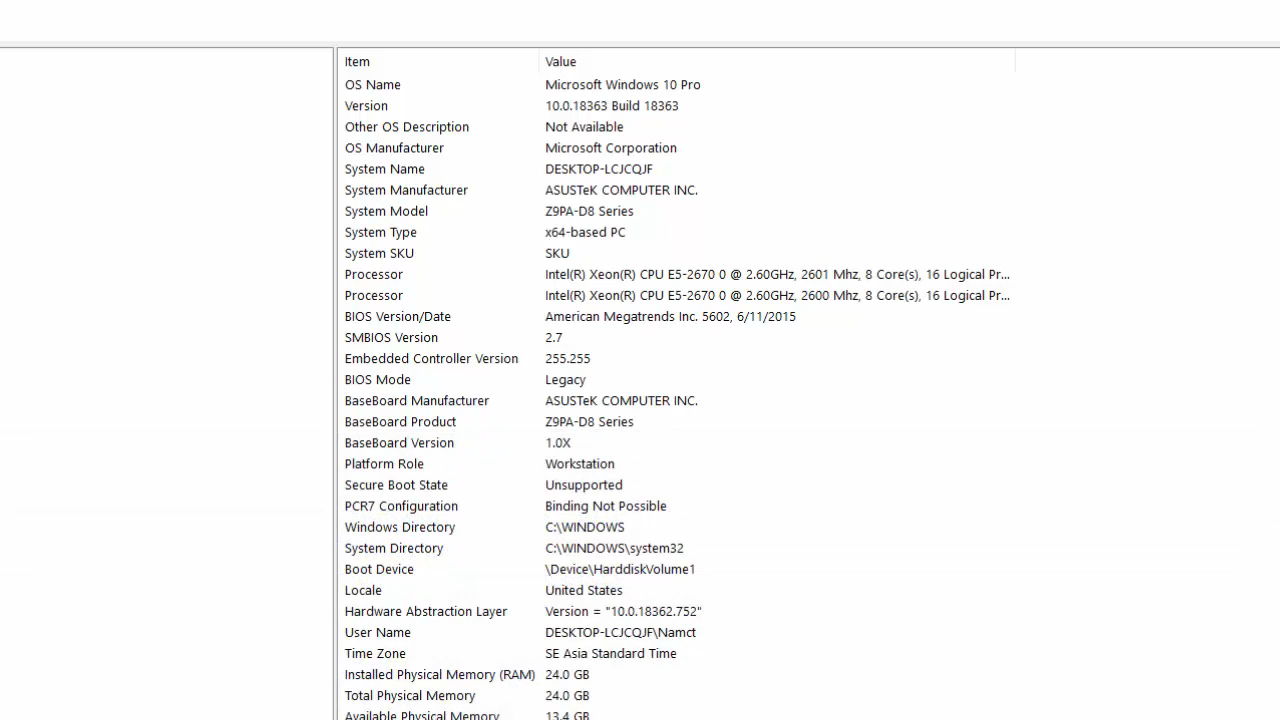 Item Value
OS Name Microsoft Windows 10 Pro
Version 10.0.18363 Build 18363
Other OS Description Not Available
OS Manufacturer Microsoft Corporation
System Name DESKTOP-LCJCQJF
System Manufacturer ASUSTeK COMPUTER INC.
System Model Z9PA-D8 Series
System Type x64-based PC
System SKU SKU
Processor Intel(R) Xeon(R) CPU E5-2670 0 @ 2.60GHz, 2601 Mhz, 8 Core(s), 16 Logical Pr...
Processor Intel(R) Xeon(R) CPU E5-2670 0 @ 2.60GHz, 2600 Mhz, 8 Core(s), 16 Logical Pr...
BIOS Version/Date American Megatrends Inc. 5602, 6/11/2015
SMBIOS Version 2.7
Embedded Controller Version 255.255
BIOS Mode Legacy
BaseBoard Manufacturer ASUSTeK COMPUTER INC.
BaseBoard Product Z9PA-D8 Series
BaseBoard Version 1.0X
Platform Role Workstation
Secure Boot State Unsupported
PCR7 Configuration Binding Not Possible
Windows Directory C:\WINDOWS
System Directory C:\WINDOWS\system32
Boot Device \Device\HarddiskVolume1
Locale United States
Hardware Abstraction Layer Version = "10.0.18362.752"
User Name DESKTOP-LCJCQJF\Namct
Time Zone SE Asia Standard Time
Installed Physical Memory (RAM) 24.0 GB
Total Physical Memory 24.0 GB
Available Physical Memory 13.4 GB